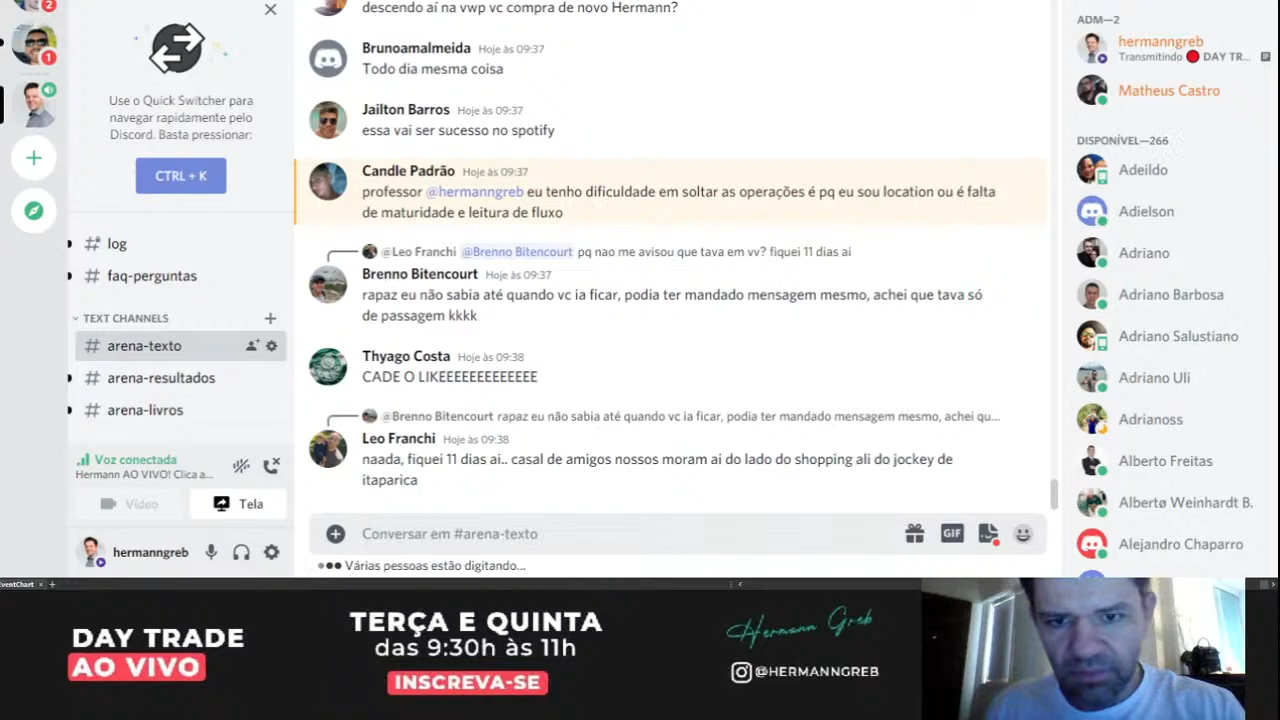 2
1
Use o Quick Switcher para
navegar rapidamente pelo
Discord. Basta pressionar:
CTRL + K
log
faq-perguntas
TEXT CHANNELS
arena-texto
arena-resultados
arena-livros
Voz conectada
Hermann AO VIVO! Clica a...
Vídeo
Tela
hermanngreb
descendo aí na vwp vc compra de novo Hermann?
Brunoamalmeida Hoje às 09:37
Todo dia mesma coisa
Jailton Barros Hoje às 09:37
essa vai ser sucesso no spotify
Candle Padrão Hoje às 09:37
professor @hermanngreb eu tenho dificuldade em soltar as operações é pq eu sou location ou é falta
de maturidade e leitura de fluxo
@Leo Franchi @Brenno Bitencourt pq nao me avisou que tava em vv? fiquei 11 dias ai
Brenno Bitencourt Hoje às 09:37
rapaz eu não sabia até quando vc ia ficar, podia ter mandado mensagem mesmo, achei que tava só
de passagem kkkk
Thyago Costa Hoje às 09:38
CADE O LIKEEEEEEEEEEEEE
@Brenno Bitencourt rapaz eu não sabia até quando vc ia ficar, podia ter mandado mensagem mesmo, achei qu...
Leo Franchi Hoje às 09:38
naada, fiquei 11 dias ai.. casal de amigos nossos moram ai do lado do shopping ali do jockey de
itaparica
Conversar em #arena-texto
GIF
Várias pessoas estão digitando...
ADM—2
hermanngreb
Transmitindo DAY TR...
Matheus Castro
DISPONÍVEL—266
Adeildo
Adielson
Adriano
Adriano Barbosa
Adriano Salustiano
Adriano Uli
Adrianoss
Alberto Freitas
Albertø Weinhardt B.
Alejandro Chaparro
EventChart
DAY TRADE
AO VIVO
TERÇA E QUINTA
das 9:30h às 11h
INSCREVA-SE
Hermann Greb
@HERMANNGREB